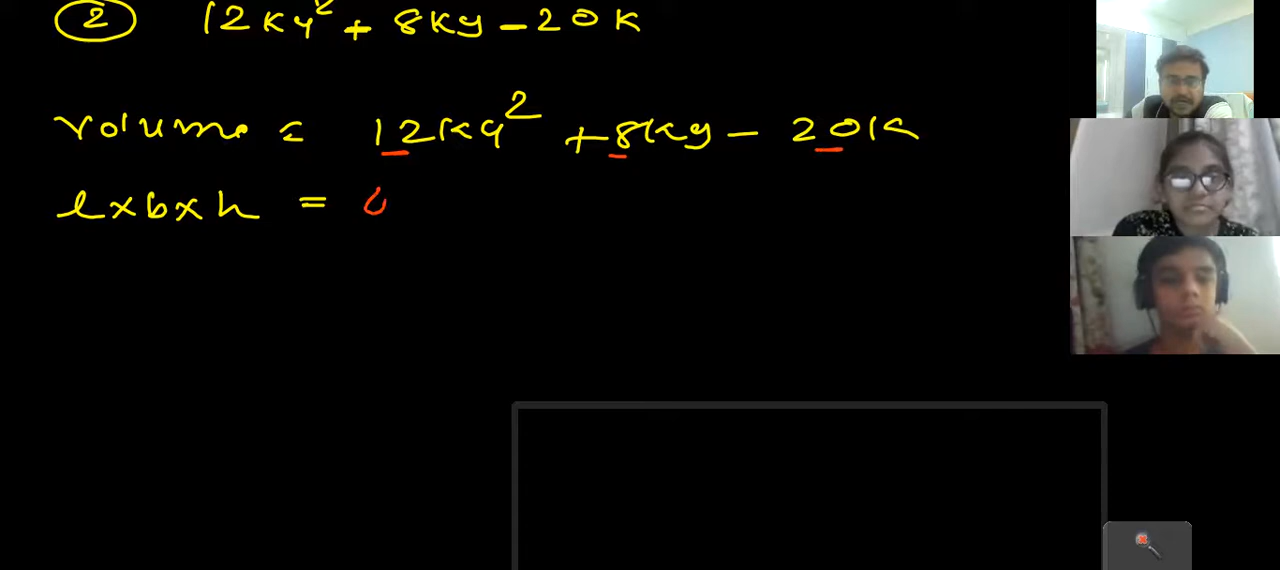 2 12Ky² + 8Ky - 20K
Volume = 12Ky² + 8Ky - 20K
l x b x h =